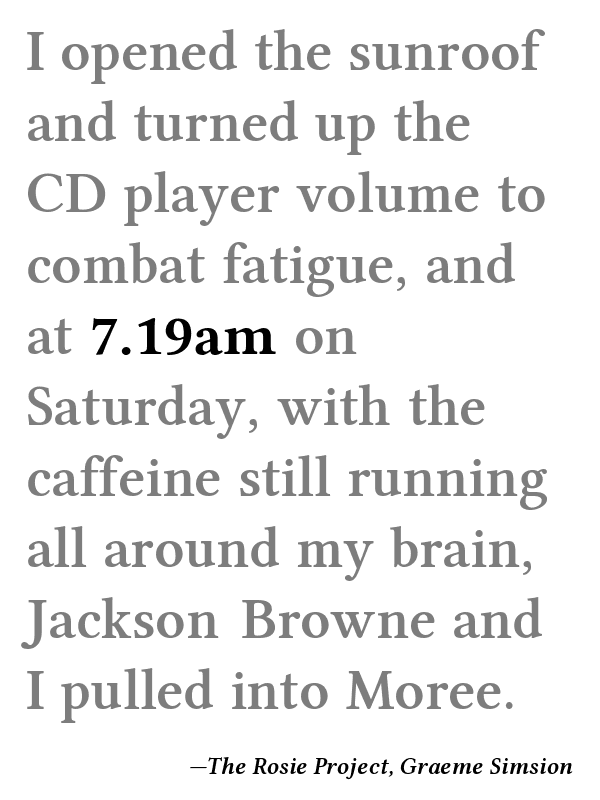 I opened the sunroof
and turned up the
CD player volume to
combat fatigue, and
at 7.19am on
Saturday, with the
caffeine still running
all around my brain,
Jackson Browne and
I pulled into Moree.
—The Rosie Project, Graeme Simsion